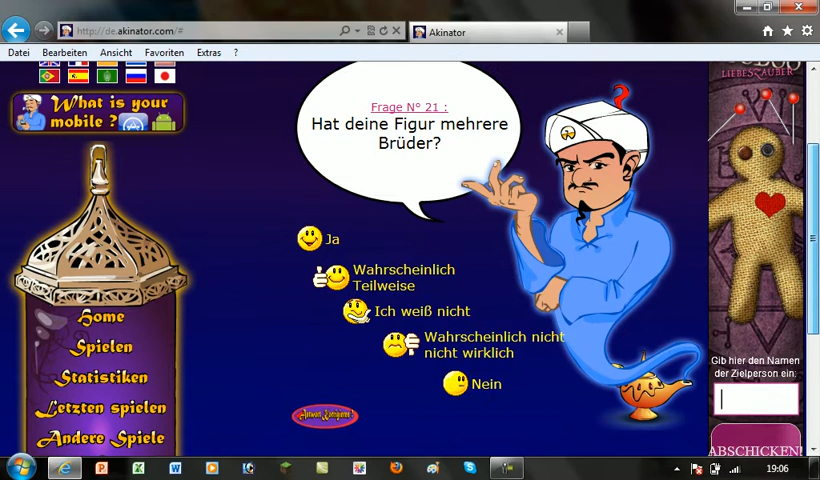 http://de.akinator.com/#
Akinator
Datei Bearbeiten Ansicht Favoriten Extras ?
What is your
mobile ?
Frage N° 21 :
Hat deine Figur mehrere
Brüder?
Ja
Wahrscheinlich
Teilweise
Ich weiß nicht
Wahrscheinlich nicht
nicht wirklich
Nein
Home
Spielen
Statistiken
Letzten spielen
Andere Spiele
LIEBESZAUBER
Gib hier den Namen
der Zielperson ein:
ABSCHICKEN!
19:06